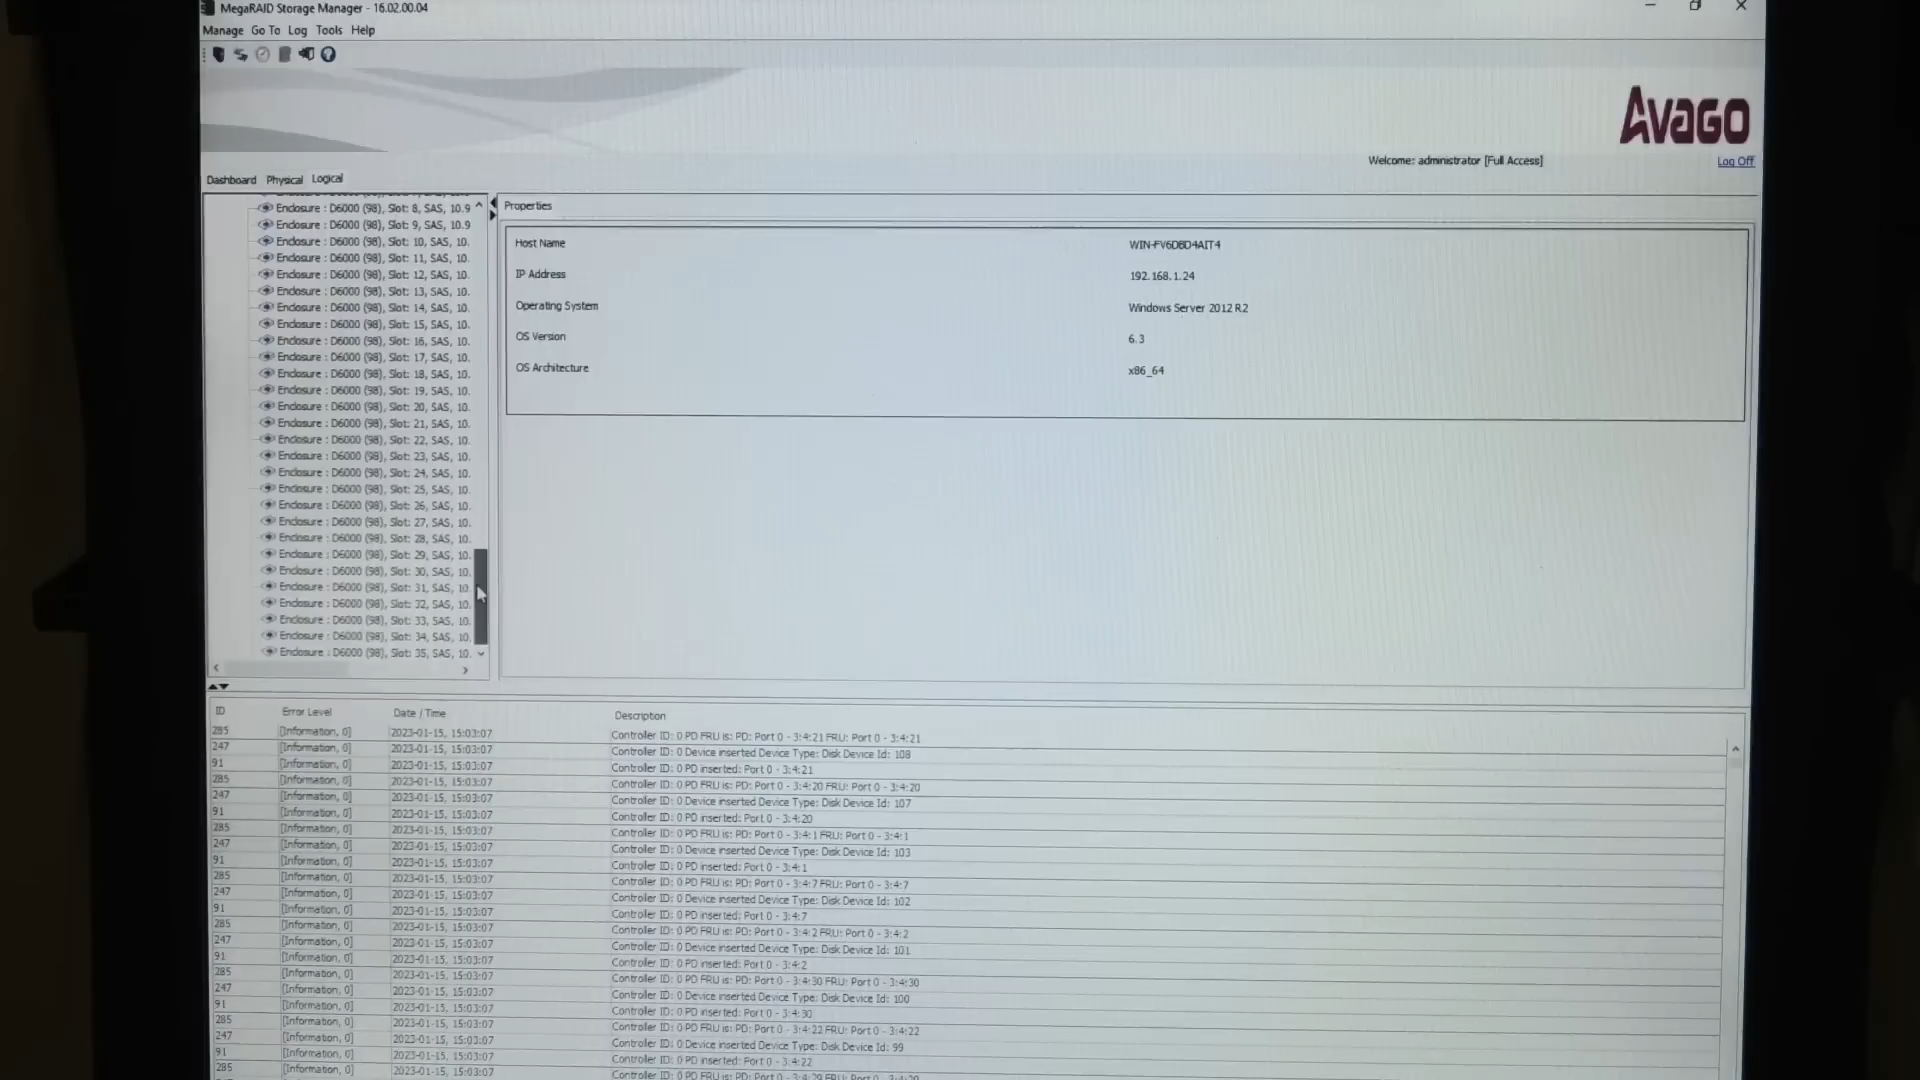 MegaRAID Storage Manager - 16.02.00.04
Manage Go To Log Tools Help
AVAGO
Welcome: administrator [Full Access]
Log Off
Dashboard Physical Logical
Enclosure : D6000 (98), Slot: 8, SAS, 10.9
Enclosure : D6000 (98), Slot: 9, SAS, 10.9
Enclosure : D6000 (98), Slot: 10, SAS, 10.
Enclosure : D6000 (98), Slot: 11, SAS, 10.
Enclosure : D6000 (98), Slot: 12, SAS, 10.
Enclosure : D6000 (98), Slot: 13, SAS, 10.
Enclosure : D6000 (98), Slot: 14, SAS, 10.
Enclosure : D6000 (98), Slot: 15, SAS, 10.
Enclosure : D6000 (98), Slot: 16, SAS, 10.
Enclosure : D6000 (98), Slot: 17, SAS, 10.
Enclosure : D6000 (98), Slot: 18, SAS, 10.
Enclosure : D6000 (98), Slot: 19, SAS, 10.
Enclosure : D6000 (98), Slot: 20, SAS, 10.
Enclosure : D6000 (98), Slot: 21, SAS, 10.
Enclosure : D6000 (98), Slot: 22, SAS, 10.
Enclosure : D6000 (98), Slot: 23, SAS, 10.
Enclosure : D6000 (98), Slot: 24, SAS, 10.
Enclosure : D6000 (98), Slot: 25, SAS, 10.
Enclosure : D6000 (98), Slot: 26, SAS, 10.
Enclosure : D6000 (98), Slot: 27, SAS, 10.
Enclosure : D6000 (98), Slot: 28, SAS, 10.
Enclosure : D6000 (98), Slot: 29, SAS, 10.
Enclosure : D6000 (98), Slot: 30, SAS, 10.
Enclosure : D6000 (98), Slot: 31, SAS, 10.
Enclosure : D6000 (98), Slot: 32, SAS, 10.
Enclosure : D6000 (98), Slot: 33, SAS, 10.
Enclosure : D6000 (98), Slot: 34, SAS, 10.
Enclosure : D6000 (98), Slot: 35, SAS, 10.
Properties
Host Name WIN-FV6DBD4AIT4
IP Address 192.168.1.24
Operating System Windows Server 2012 R2
OS Version 6.3
OS Architecture x86_64
ID Error Level Date / Time Description
285 [Information, 0] 2023-01-15, 15:03:07 Controller ID: 0 PD FRU is: PD: Port 0 - 3:4:21 FRU: Port 0 - 3:4:21
247 [Information, 0] 2023-01-15, 15:03:07 Controller ID: 0 Device inserted Device Type: Disk Device Id: 108
91 [Information, 0] 2023-01-15, 15:03:07 Controller ID: 0 PD inserted: Port 0 - 3:4:21
285 [Information, 0] 2023-01-15, 15:03:07 Controller ID: 0 PD FRU is: PD: Port 0 - 3:4:20 FRU: Port 0 - 3:4:20
247 [Information, 0] 2023-01-15, 15:03:07 Controller ID: 0 Device inserted Device Type: Disk Device Id: 107
91 [Information, 0] 2023-01-15, 15:03:07 Controller ID: 0 PD inserted: Port 0 - 3:4:20
285 [Information, 0] 2023-01-15, 15:03:07 Controller ID: 0 PD FRU is: PD: Port 0 - 3:4:1 FRU: Port 0 - 3:4:1
247 [Information, 0] 2023-01-15, 15:03:07 Controller ID: 0 Device inserted Device Type: Disk Device Id: 103
91 [Information, 0] 2023-01-15, 15:03:07 Controller ID: 0 PD inserted: Port 0 - 3:4:1
285 [Information, 0] 2023-01-15, 15:03:07 Controller ID: 0 PD FRU is: PD: Port 0 - 3:4:7 FRU: Port 0 - 3:4:7
247 [Information, 0] 2023-01-15, 15:03:07 Controller ID: 0 Device inserted Device Type: Disk Device Id: 102
91 [Information, 0] 2023-01-15, 15:03:07 Controller ID: 0 PD inserted: Port 0 - 3:4:7
285 [Information, 0] 2023-01-15, 15:03:07 Controller ID: 0 PD FRU is: PD: Port 0 - 3:4:2 FRU: Port 0 - 3:4:2
247 [Information, 0] 2023-01-15, 15:03:07 Controller ID: 0 Device inserted Device Type: Disk Device Id: 101
91 [Information, 0] 2023-01-15, 15:03:07 Controller ID: 0 PD inserted: Port 0 - 3:4:2
285 [Information, 0] 2023-01-15, 15:03:07 Controller ID: 0 PD FRU is: PD: Port 0 - 3:4:30 FRU: Port 0 - 3:4:30
247 [Information, 0] 2023-01-15, 15:03:07 Controller ID: 0 Device inserted Device Type: Disk Device Id: 100
91 [Information, 0] 2023-01-15, 15:03:07 Controller ID: 0 PD inserted: Port 0 - 3:4:30
285 [Information, 0] 2023-01-15, 15:03:07 Controller ID: 0 PD FRU is: PD: Port 0 - 3:4:22 FRU: Port 0 - 3:4:22
247 [Information, 0] 2023-01-15, 15:03:07 Controller ID: 0 Device inserted Device Type: Disk Device Id: 99
91 [Information, 0] 2023-01-15, 15:03:07 Controller ID: 0 PD inserted: Port 0 - 3:4:22
285 [Information, 0] 2023-01-15, 15:03:07 Controller ID: 0 PD FRU is: PD: Port 0